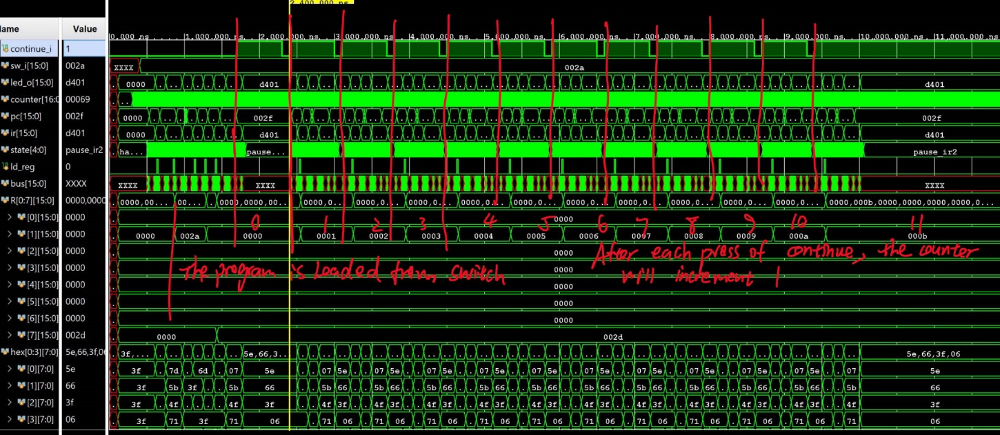 2,400,000 ns
Name Value
0,000 ns 1,000,000 ns 2,000,000 ns 3,000,000 ns 4,000,000 ns 5,000,000 ns 6,000,000 ns 7,000,000 ns 8,000,000 ns 9,000,000 ns 10,000,000 ns 11,000,000 ns
continue_i 1
sw_i[15:0] 002a XXXX 002a
led_o[15:0] d401 0000 d401 d401
counter[16:0 00069
pc[15:0] 002f 0000 002f 002f
ir[15:0] d401 0000 d401 d401
state[4:0] pause_ir2 ha... pause... pause_ir2
ld_reg 0
bus[15:0] XXXX XXXX XXXX XXXX
R[0:7][15:0] 0000,0000 0000,00... 00... 0000,0000,00... 0000,0... 0000,0... 0000,0... 0000,0... 0000,0... 0000,0... 0000,0... 0000,0... 0000,0... 0000,0... 0000,000b,0000,0000,0000,0...
[0][15:0] 0000 0000
0 1 2 3 4 5 6 7 8 9 10 11
[1][15:0] 0000 0000 002a 0000 0001 0002 0003 0004 0005 0006 0007 0008 0009 000a 000b
[2][15:0] 0000 0000
After each press of continue, the counter
will increment 1
the program is Loaded from switch
[3][15:0] 0000 0000
[4][15:0] 0000 0000
[5][15:0] 0000 0000
[6][15:0] 0000 0000
[7][15:0] 002d 0000 002d
hex[0:3][7:0] 5e,66,3f,06 3f,... 5e,66,3... 5e,66,3f,06
[0][7:0] 5e 3f 7d 6d 07 5e 07 5e 07 5e 07 5e 07 5e 07 5e 07 5e 07 5e 07 5e 07 5e 07 5e 07 5e
[1][7:0] 66 3f 5b 3f 5b 66 5b 66 5b 66 5b 66 5b 66 5b 66 5b 66 5b 66 5b 66 5b 66 5b 66 5b 66
[2][7:0] 3f 3f 4f 3f 4f 3f 4f 3f 4f 3f 4f 3f 4f 3f 4f 3f 4f 3f 4f 3f 4f 3f 4f 3f 4f 3f 4f 3f
[3][7:0] 06 3f 71 3f 71 06 71 06 71 06 71 06 71 06 71 06 71 06 71 06 71 06 71 06 71 06 71 06